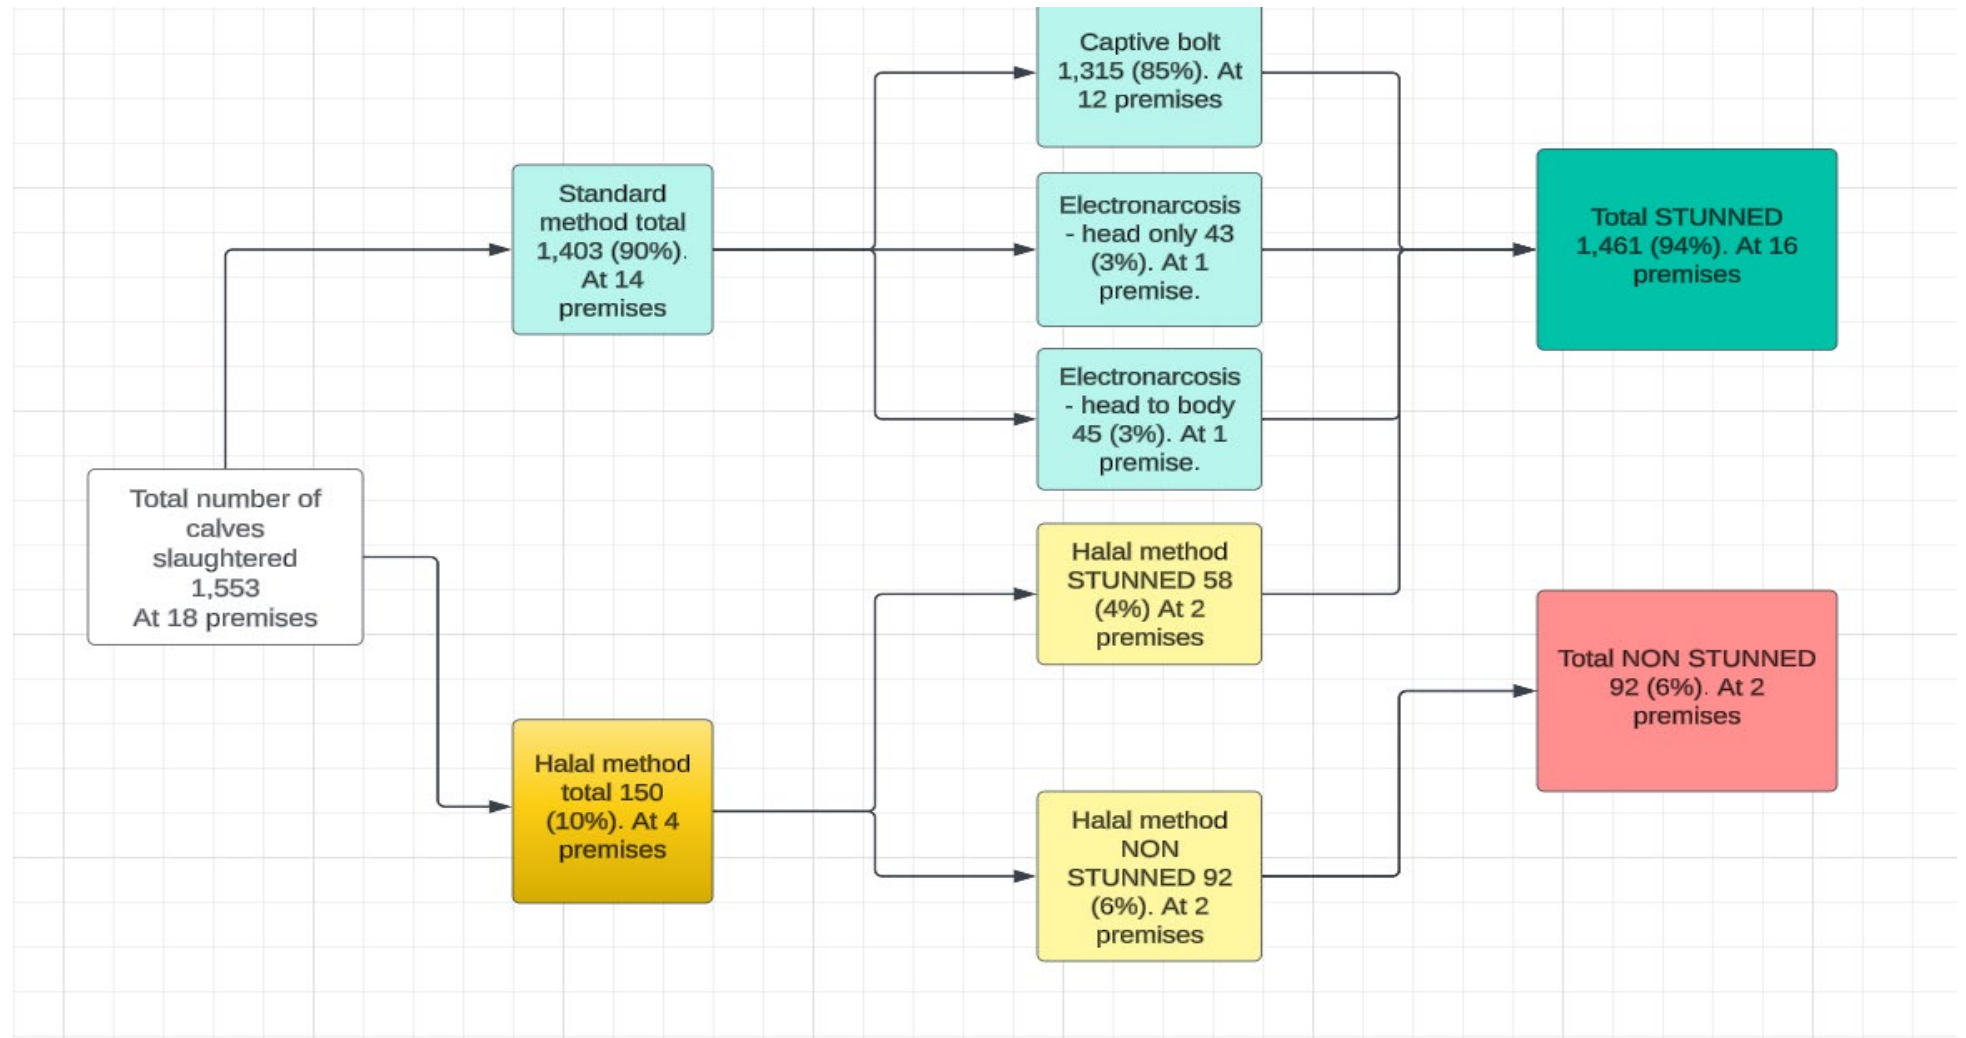 Total number of
calves
slaughtered
1,553
At 18 premises
Standard
method total
1,403 (90%).
At 14
premises
Halal method
total 150
(10%). At 4
premises
Captive bolt
1,315 (85%). At
12 premises
Electronarcosis
- head only 43
(3%). At 1
premise.
Electronarcosis
- head to body
45 (3%). At 1
premise.
Halal method
STUNNED 58
(4%) At 2
premises
Halal method
NON
STUNNED 92
(6%). At 2
premises
Total STUNNED
1,461 (94%). At 16
premises
Total NON STUNNED
92 (6%). At 2
premises